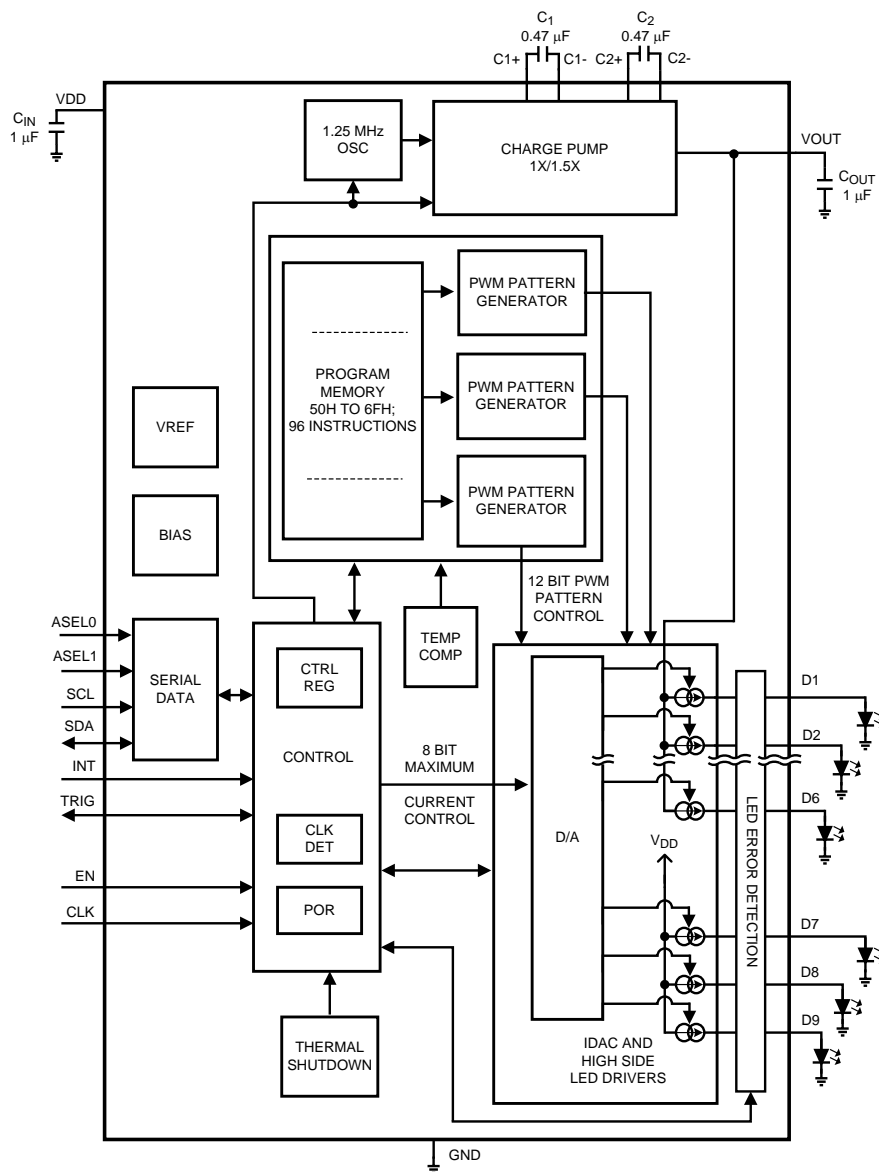 C1
0.47 µF
C1+
C1-
C2
0.47 µF
C2+
C2-
VDD
CIN
1 µF
1.25 MHz
OSC
CHARGE PUMP
1X/1.5X
VOUT
COUT
1 µF
PROGRAM
MEMORY
50H TO 6FH;
96 INSTRUCTIONS
PWM PATTERN
GENERATOR
PWM PATTERN
GENERATOR
PWM PATTERN
GENERATOR
VREF
BIAS
12 BIT PWM
PATTERN
CONTROL
TEMP
COMP
ASEL0
ASEL1
SCL
SDA
INT
TRIG
EN
CLK
SERIAL
DATA
CTRL
REG
CONTROL
CLK
DET
POR
8 BIT
MAXIMUM
CURRENT
CONTROL
D/A
VDD
IDAC AND
HIGH SIDE
LED DRIVERS
LED ERROR DETECTION
D1
D2
D6
D7
D8
D9
THERMAL
SHUTDOWN
GND